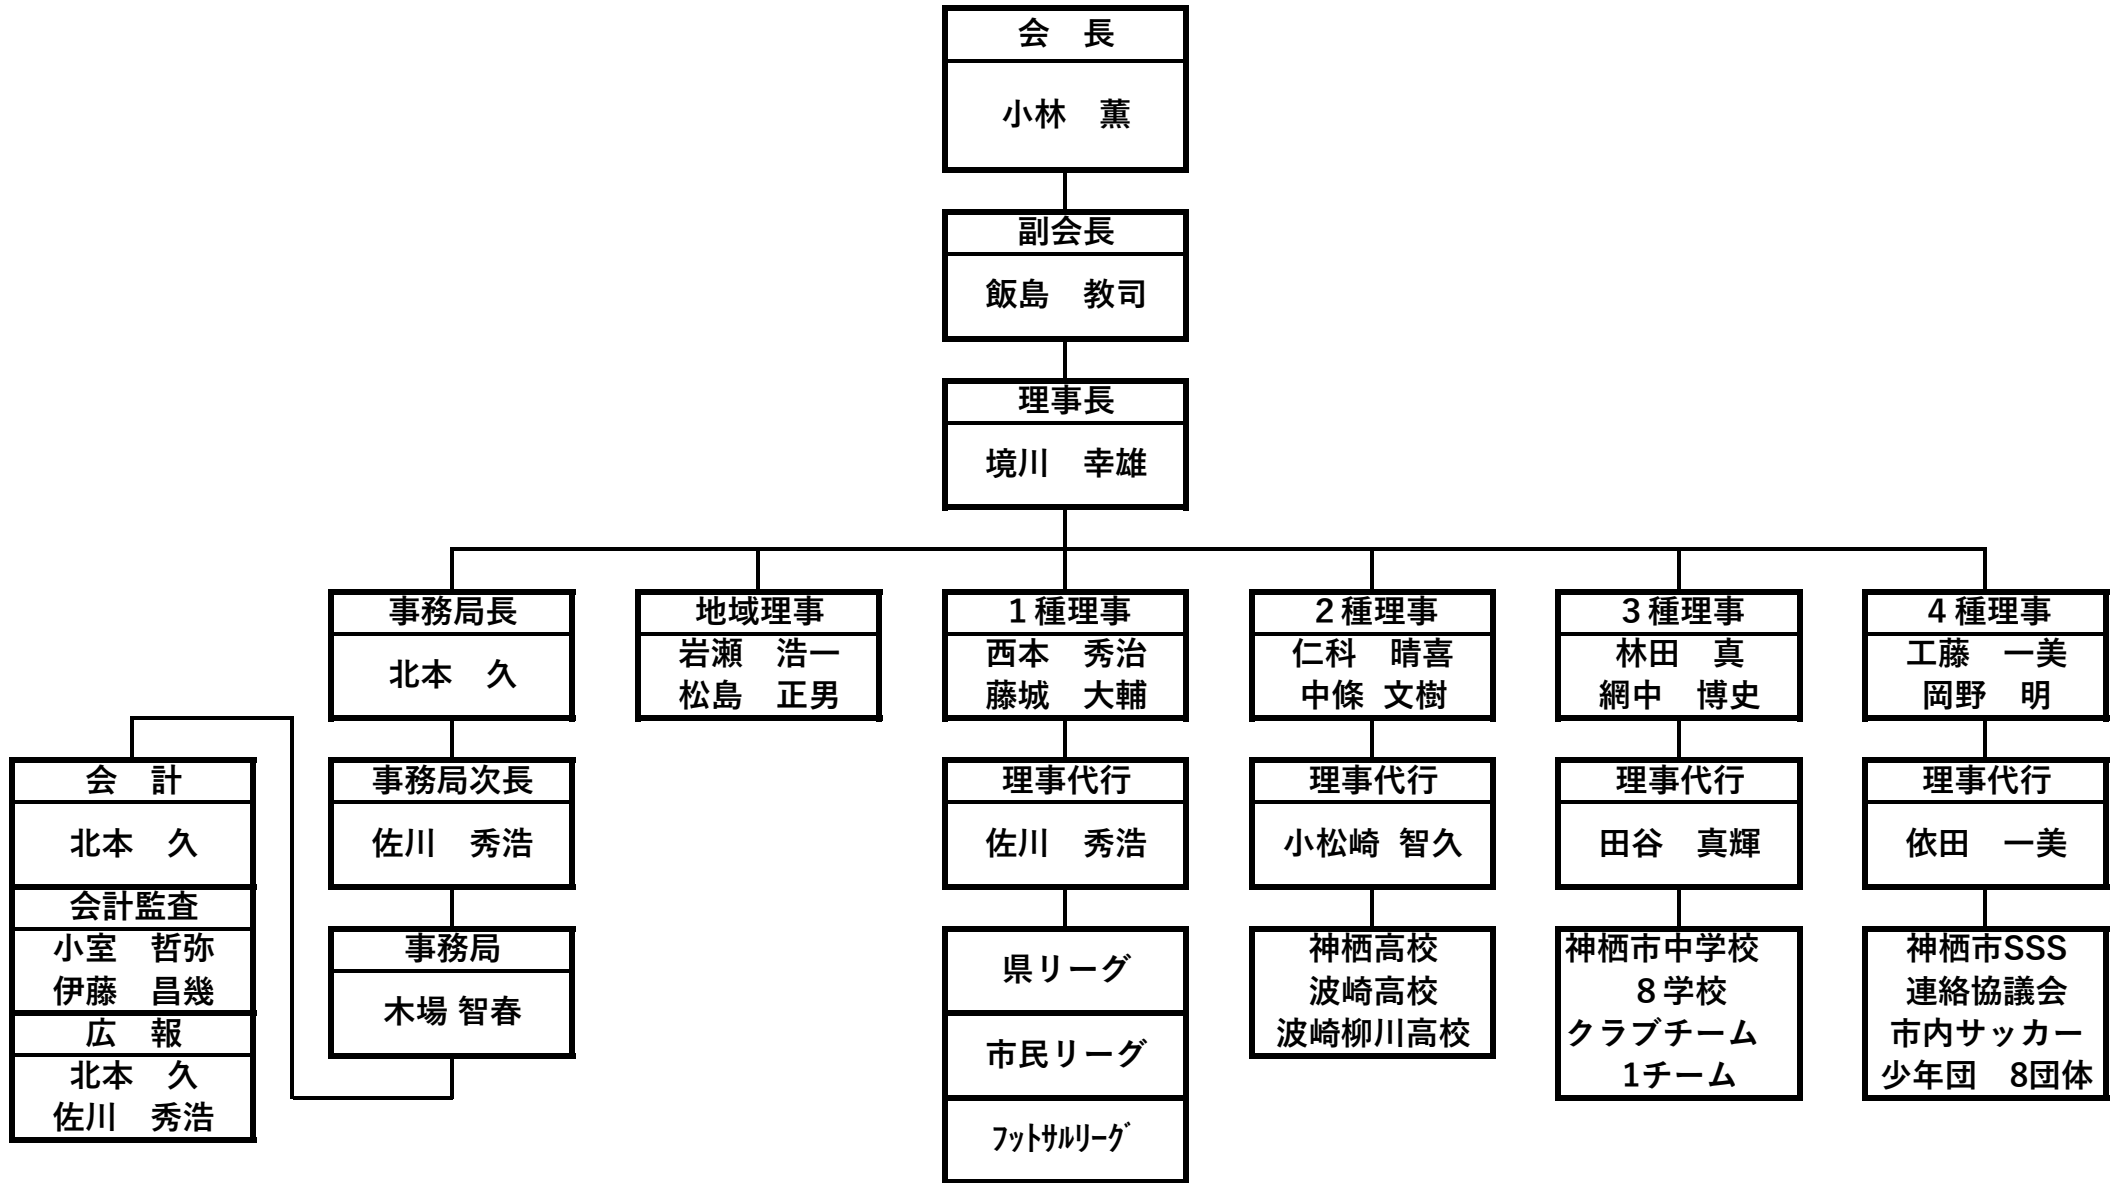 会　長
小林　薫
副会長
飯島　教司
理事長
境川　幸雄
事務局長
北本　久
地域理事
岩瀬　浩一
松島　正男
１種理事
西本　秀治
藤城　大輔
２種理事
仁科　晴喜
中條 文樹
３種理事
林田　真
網中　博史
４種理事
工藤　一美
岡野　明
会　計
北本　久
会計監査
小室　哲弥
伊藤　昌幾
広　報
北本　久
佐川　秀浩
事務局次長
佐川　秀浩
事務局
木場 智春
理事代行
佐川　秀浩
県リーグ
市民リーグ
ﾌｯﾄｻﾙﾘｰｸﾞ
理事代行
小松崎 智久
神栖高校
波崎高校
波崎柳川高校
理事代行
田谷　真輝
神栖市中学校
８学校
クラブチーム
1チーム
理事代行
依田　一美
神栖市SSS
連絡協議会
市内サッカー
少年団　8団体